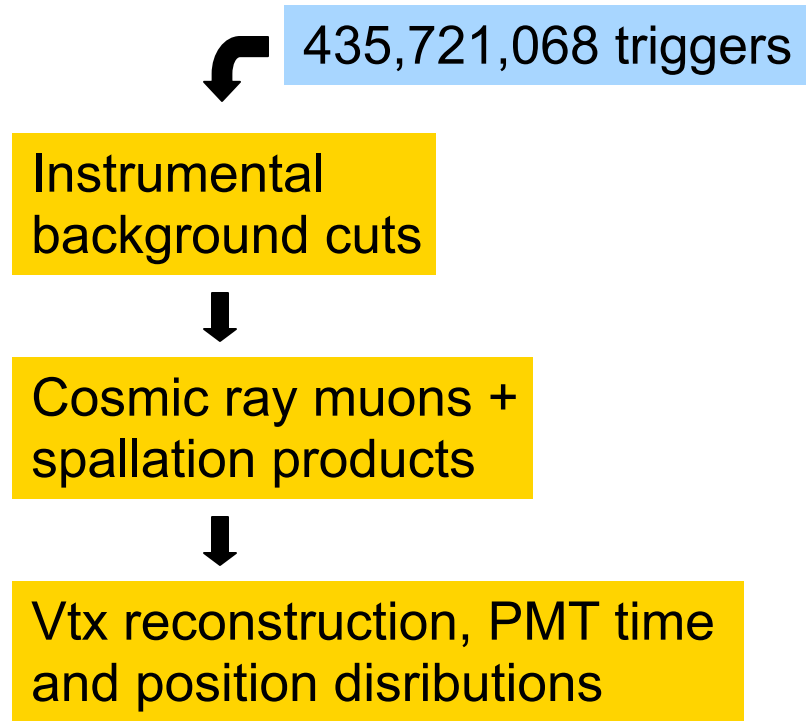 435,721,068 triggers
Instrumental
background cuts
Cosmic ray muons +
spallation products
Vtx reconstruction, PMT time
and position disributions